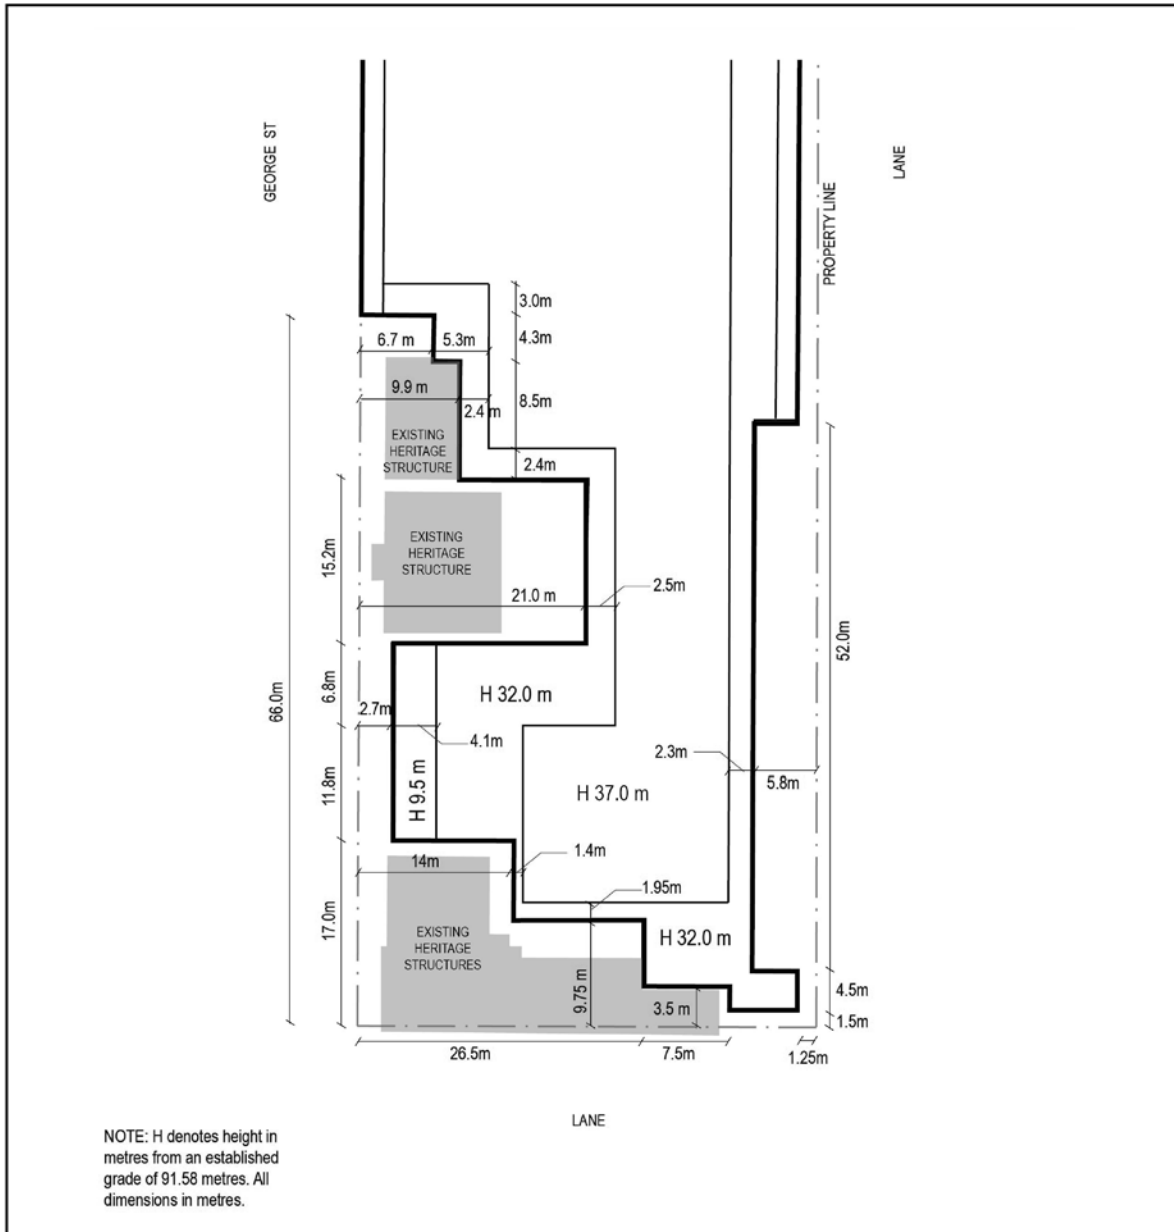 GEORGE ST
LANE
PROPERTY LINE
3.0m
6.7 m
5.3m
4.3m
9.9 m
2.4 m
8.5m
EXISTING
HERITAGE
STRUCTURE
2.4m
15.2m
EXISTING
HERITAGE
STRUCTURE
21.0 m
2.5m
52.0m
66.0m
6.8m
2.7m
H 32.0 m
4.1m
2.3m
5.8m
11.8m
H 9.5 m
H 37.0 m
14m
1.4m
1.95m
17.0m
EXISTING
HERITAGE
STRUCTURES
H 32.0 m
9.75 m
3.5 m
4.5m
1.5m
26.5m
7.5m
1.25m
LANE
NOTE: H denotes height in
metres from an established
grade of 91.58 metres. All
dimensions in metres.